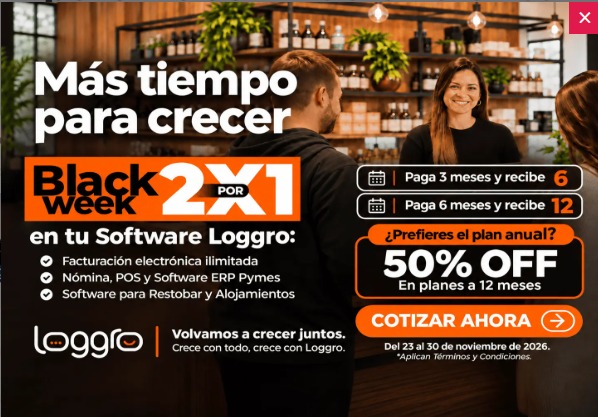 Más tiempo
para crecer
Black week 2X1 POR
en tu Software Loggro:
Facturación electrónica ilimitada
Nómina, POS y Software ERP Pymes
Software para Restobar y Alojamientos
loggro
Volvamos a crecer juntos.
Crece con todo, crece con Loggro.
Paga 3 meses y recibe 6
Paga 6 meses y recibe 12
¿Prefieres el plan anual?
50% OFF
En planes a 12 meses
COTIZAR AHORA
Del 23 al 30 de noviembre de 2026.
*Aplican Términos y Condiciones.